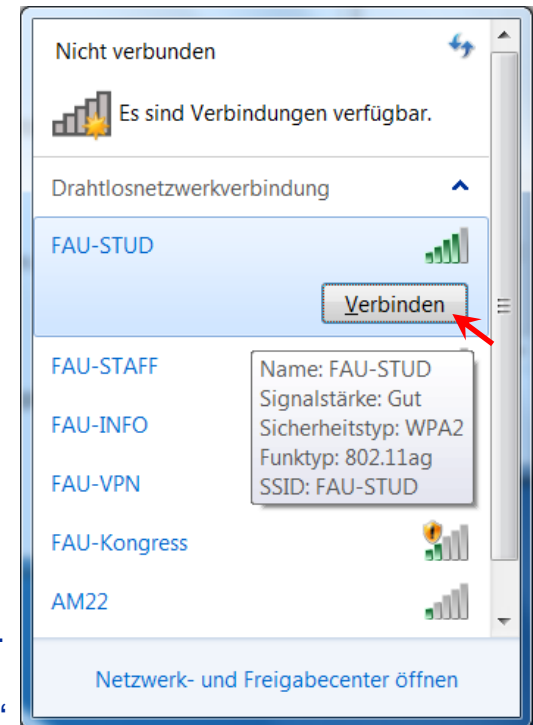 Nicht verbunden
Es sind Verbindungen verfügbar.
Drahtlosnetzwerkverbindung
FAU-STUD
Verbinden
FAU-STAFF
Name: FAU-STUD
Signalstärke: Gut
FAU-INFO
Sicherheitstyp: WPA2
Funktyp: 802.11ag
FAU-VPN
SSID: FAU-STUD
FAU-Kongress
AM22
Netzwerk- und Freigabecenter öffnen